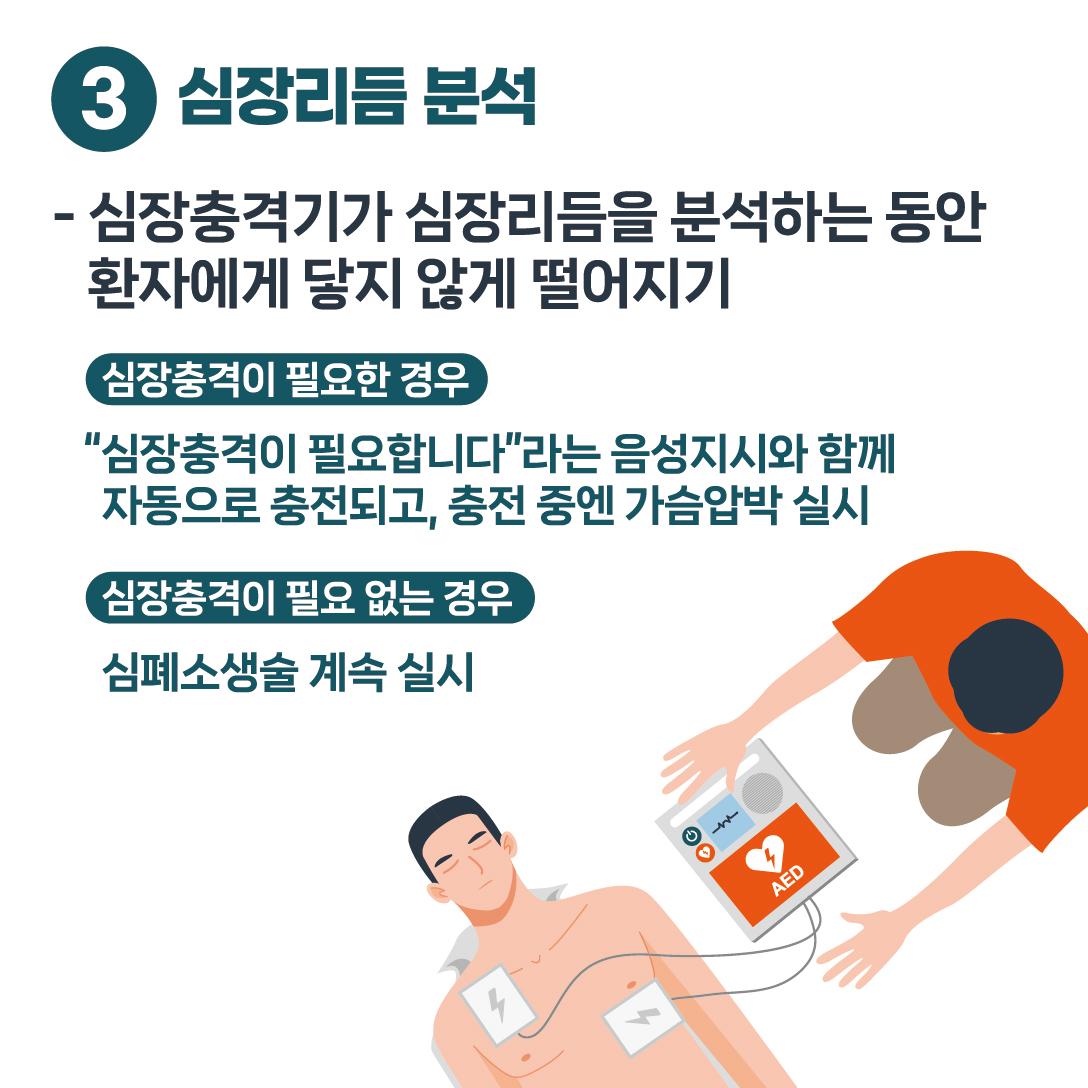 3 심장리듬 분석
- 심장충격기가 심장리듬을 분석하는 동안
환자에게 닿지 않게 떨어지기
심장충격이 필요한 경우
“심장충격이 필요합니다”라는 음성지시와 함께
자동으로 충전되고, 충전 중엔 가슴압박 실시
심장충격이 필요 없는 경우
심폐소생술 계속 실시
AED